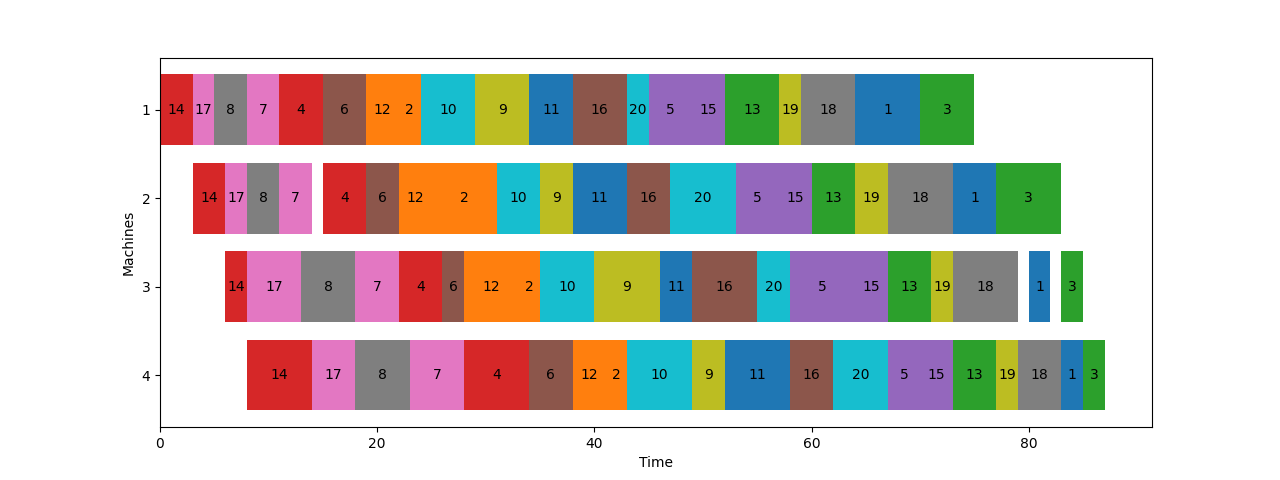 1 14 17 8 7 4 6 12 2 10 9 11 16 20 5 15 13 19 18 1 3
2 14 17 8 7 4 6 12 2 10 9 11 16 20 5 15 13 19 18 1 3
3 14 17 8 7 4 6 12 2 10 9 11 16 20 5 15 13 19 18 1 3
4 14 17 8 7 4 6 12 2 10 9 11 16 20 5 15 13 19 18 1 3
Machines
0 20 40 60 80
Time